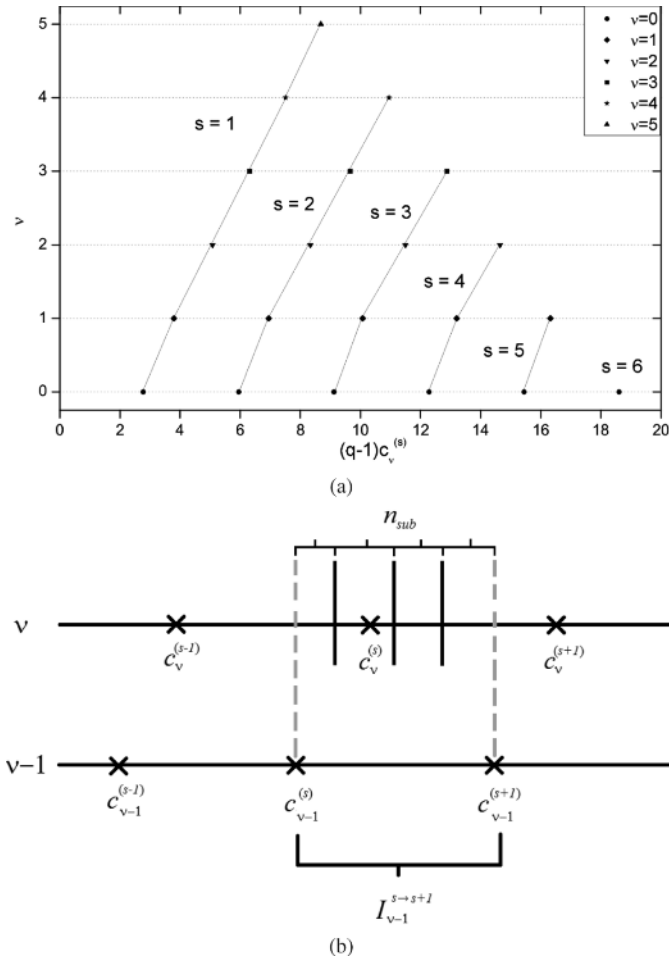 5
4
3
2
1
0
ν
s = 1
s = 2
s = 3
s = 4
s = 5
s = 6
ν=0
ν=1
ν=2
ν=3
ν=4
ν=5
0 2 4 6 8 10 12 14 16 18 20
(q-1)c_ν^(s)
(a)
n_sub
ν
c_ν^(s-1) c_ν^(s) c_ν^(s+1)
ν−1
c_ν−1^(s-1) c_ν−1^(s) c_ν−1^(s+1)
I_ν−1^s→s+1
(b)